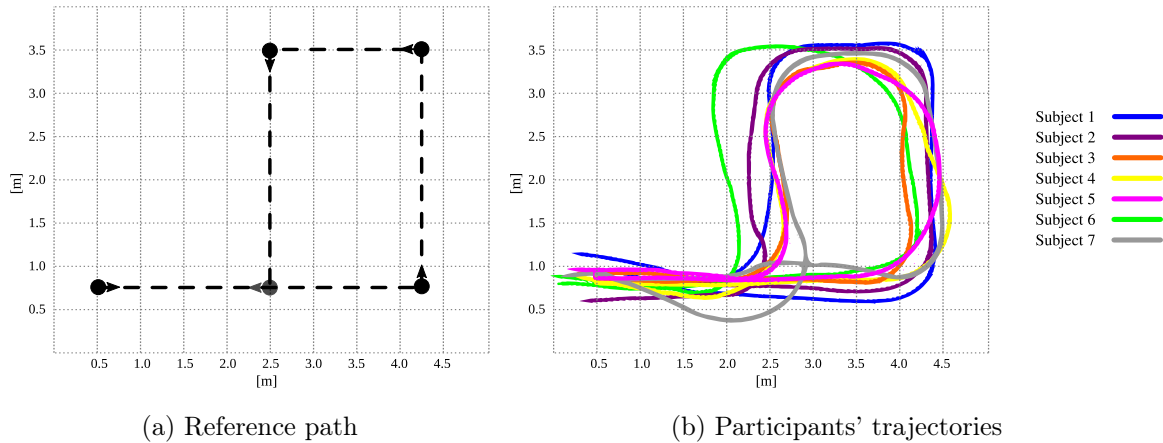 3.5
3.0
2.5
2.0
1.5
1.0
0.5
[m]
0.5 1.0 1.5 2.0 2.5 3.0 3.5 4.0 4.5
[m]
(a) Reference path
3.5
3.0
2.5
2.0
1.5
1.0
0.5
[m]
0.5 1.0 1.5 2.0 2.5 3.0 3.5 4.0 4.5
[m]
(b) Participants' trajectories
Subject 1
Subject 2
Subject 3
Subject 4
Subject 5
Subject 6
Subject 7